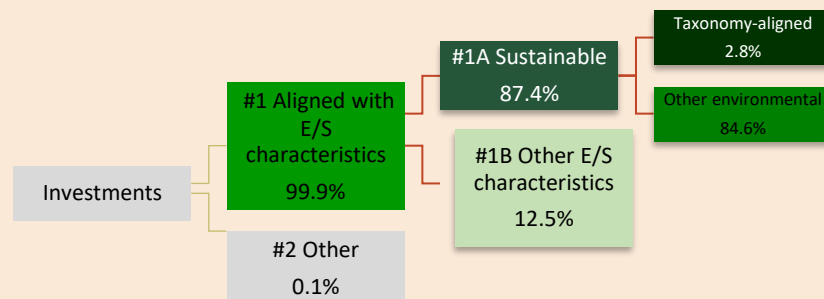 Investments
#1 Aligned with
E/S
characteristics
99.9%
#2 Other
0.1%
#1A Sustainable
87.4%
#1B Other E/S
characteristics
12.5%
Taxonomy-aligned
2.8%
Other environmental
84.6%